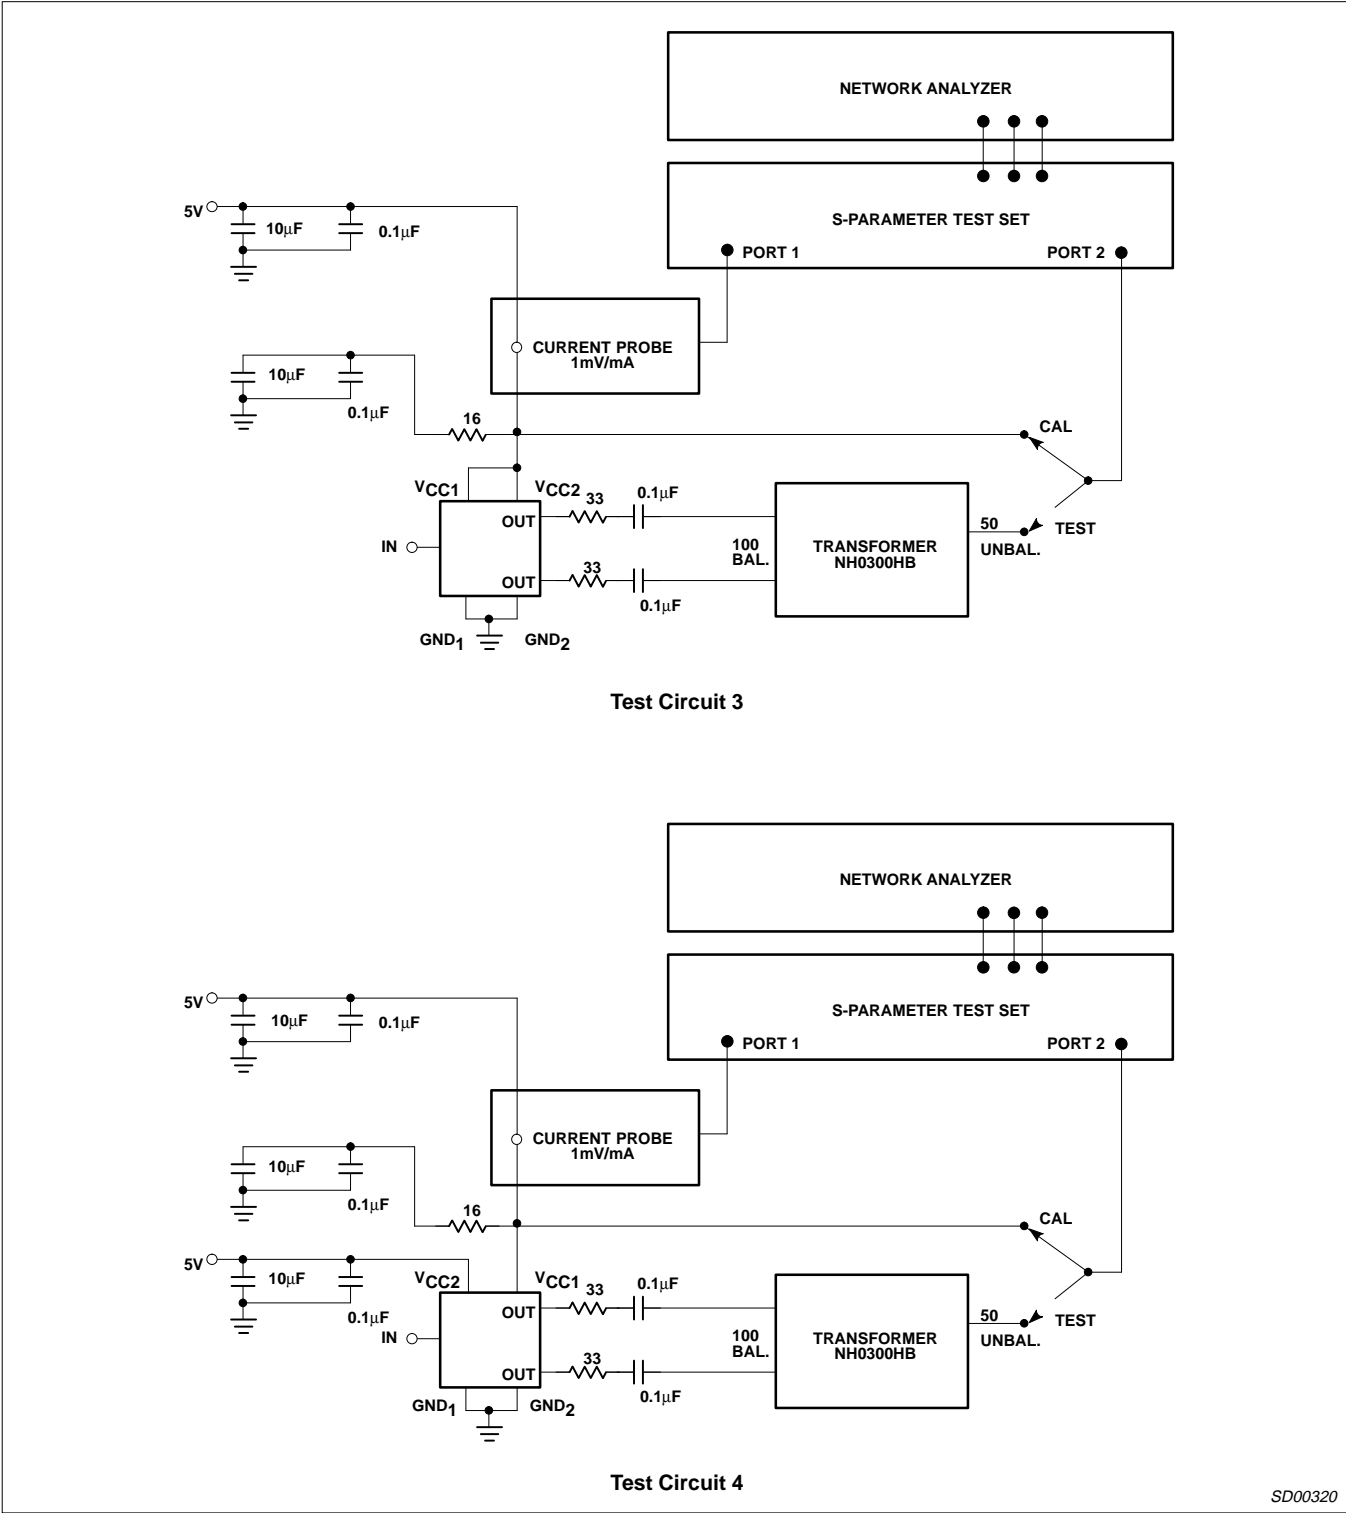 NETWORK ANALYZER
S-PARAMETER TEST SET
5V
10µF
0.1µF
PORT 1
PORT 2
CURRENT PROBE
1mV/mA
10µF
0.1µF
16
CAL
VCC1
VCC2
33
0.1µF
OUT
IN
100
BAL.
TRANSFORMER
NH0300HB
50
UNBAL.
TEST
OUT
33
0.1µF
GND1
GND2
Test Circuit 3
NETWORK ANALYZER
S-PARAMETER TEST SET
5V
10µF
0.1µF
PORT 1
PORT 2
CURRENT PROBE
1mV/mA
10µF
0.1µF
16
CAL
5V
10µF
0.1µF
VCC2
VCC1
33
0.1µF
OUT
IN
100
BAL.
TRANSFORMER
NH0300HB
50
UNBAL.
TEST
OUT
33
0.1µF
GND1
GND2
Test Circuit 4
SD00320